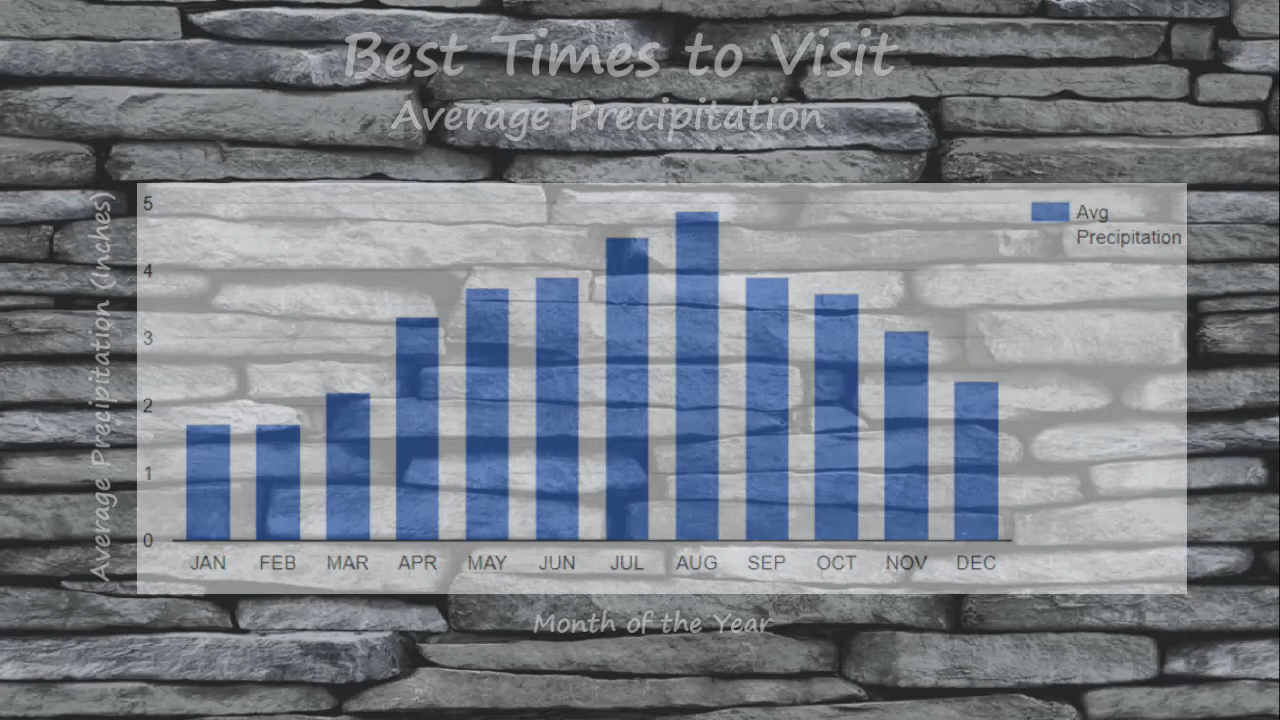 Best Times to Visit
Average Precipitation
Average Precipitation (Inches)
5
4
3
2
1
0
Avg
Precipitation
JAN FEB MAR APR MAY JUN JUL AUG SEP OCT NOV DEC
Month of the Year